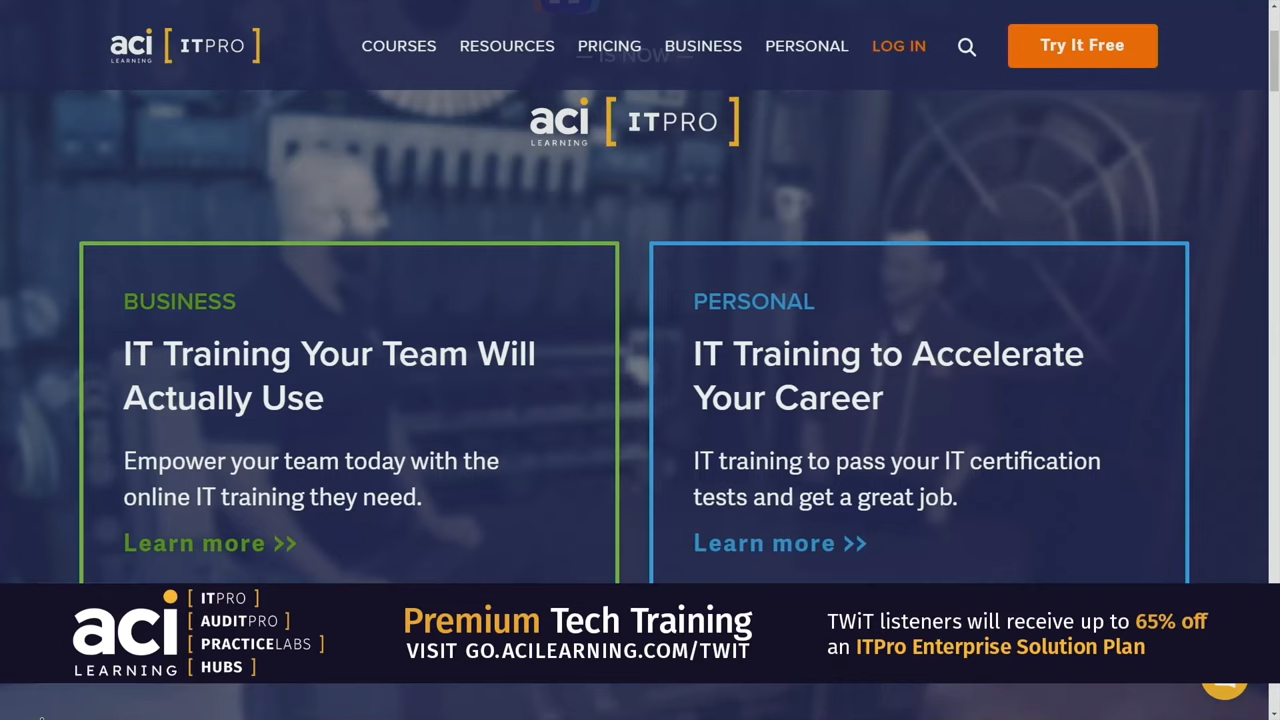 aci LEARNING [ ITPRO ]
COURSES RESOURCES PRICING BUSINESS PERSONAL LOG IN Try It Free
— IS NOW —
aci LEARNING [ ITPRO ]
BUSINESS
IT Training Your Team Will
Actually Use
Empower your team today with the
online IT training they need.
Learn more >>
PERSONAL
IT Training to Accelerate
Your Career
IT training to pass your IT certification
tests and get a great job.
Learn more >>
aci
LEARNING
[ ITPRO ]
[ AUDITPRO ]
[ PRACTICELABS ]
[ HUBS ]
Premium Tech Training
VISIT GO.ACILEARNING.COM/TWIT
TWiT listeners will receive up to 65% off
an ITPro Enterprise Solution Plan